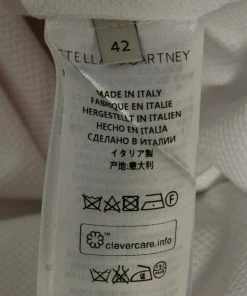 42
STELLA McCARTNEY
MADE IN ITALY
FABRIQUE EN ITALIE
HERGESTELLT IN ITALIEN
HECHO EN ITALIA
СДЕЛАНО В ИТАЛИИ
イタリア製
产地:意大利
F
™ clevercare.info